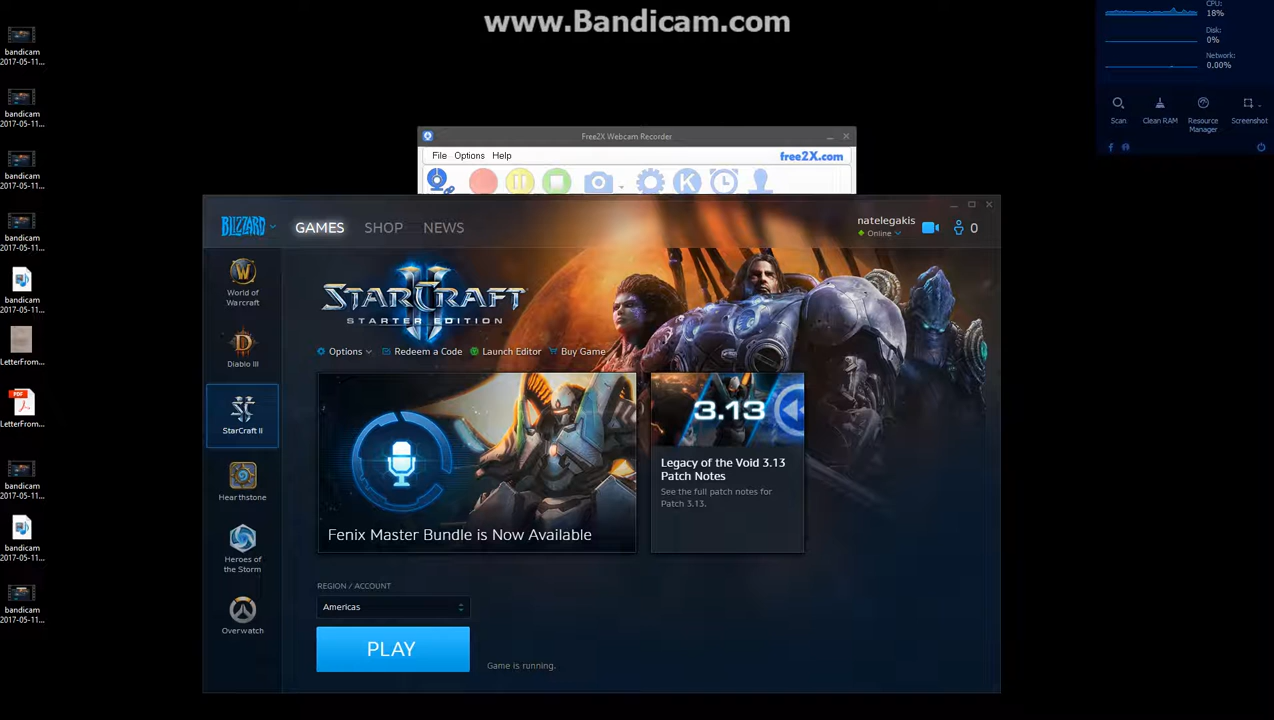 www.Bandicam.com
CPU:
18%
Disk:
0%
Network:
0.00%
Scan
Clean RAM
Resource
Manager
Screenshot
bandicam
2017-05-11...
bandicam
2017-05-11...
bandicam
2017-05-11...
bandicam
2017-05-11...
bandicam
2017-05-11...
LetterFrom...
PDF
LetterFrom...
bandicam
2017-05-11...
bandicam
2017-05-11...
bandicam
2017-05-11...
Free2X Webcam Recorder
File Options Help
free2X.com
K
BLIZZARD
GAMES SHOP NEWS
natelegakis
Online
0
World of
Warcraft
Diablo III
StarCraft II
Hearthstone
Heroes of
the Storm
Overwatch
STARCRAFT II
STARTER EDITION
Options Redeem a Code Launch Editor Buy Game
Fenix Master Bundle is Now Available
3.13
Legacy of the Void 3.13
Patch Notes
See the full patch notes for
Patch 3.13.
REGION / ACCOUNT
Americas
PLAY
Game is running.